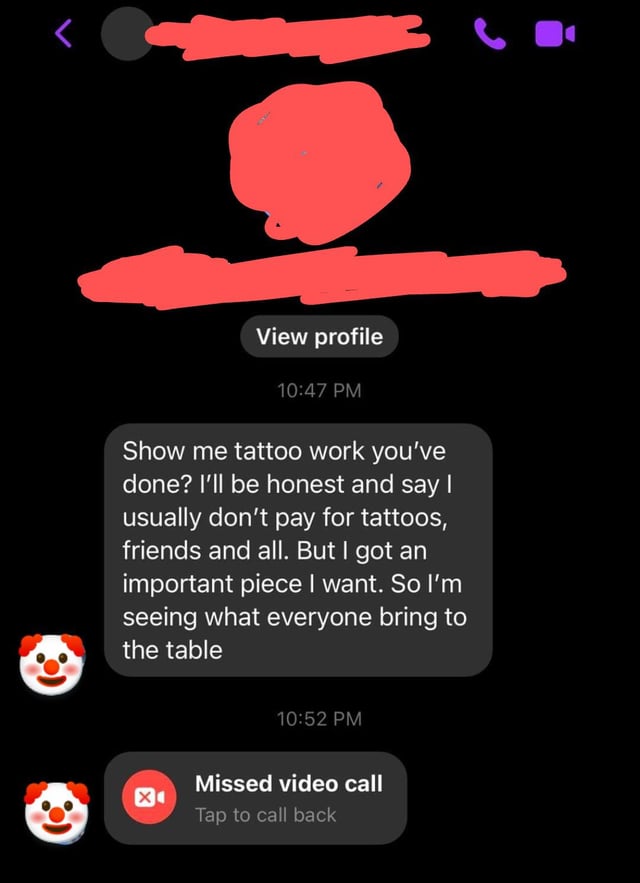 View profile
10:47 PM
Show me tattoo work you’ve
done? I’ll be honest and say I
usually don’t pay for tattoos,
friends and all. But I got an
important piece I want. So I’m
seeing what everyone bring to
the table
10:52 PM
Missed video call
Tap to call back